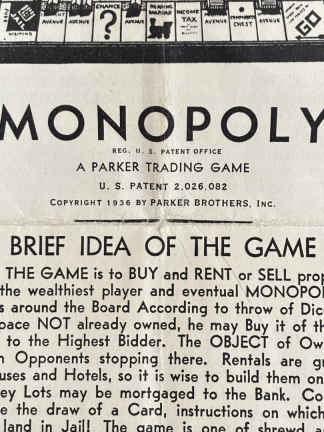 JAIL
AVENUE
AVENUE
CHANCE
?
AVENUE
READING
RAILROAD
INCOME
TAX
AVENUE
COMMUNITY
CHEST
AVENUE
GO
MONOPOLY
REG. U. S. PATENT OFFICE
A PARKER TRADING GAME
U. S. PATENT 2,026,082
COPYRIGHT 1936 BY PARKER BROTHERS, INC.
BRIEF IDEA OF THE GAME
THE GAME is to BUY and RENT or SELL prop
the wealthiest player and eventual MONOPOL
s around the Board According to throw of Dic
pace NOT already owned, he may Buy it of th
to the Highest Bidder. The OBJECT of Ow
n Opponents stopping there. Rentals are gr
uses and Hotels, so it is wise to build them on
ey Lots may be mortgaged to the Bank. Co
e the draw of a Card, instructions on which
land in Jail! The game is one of shrewd a